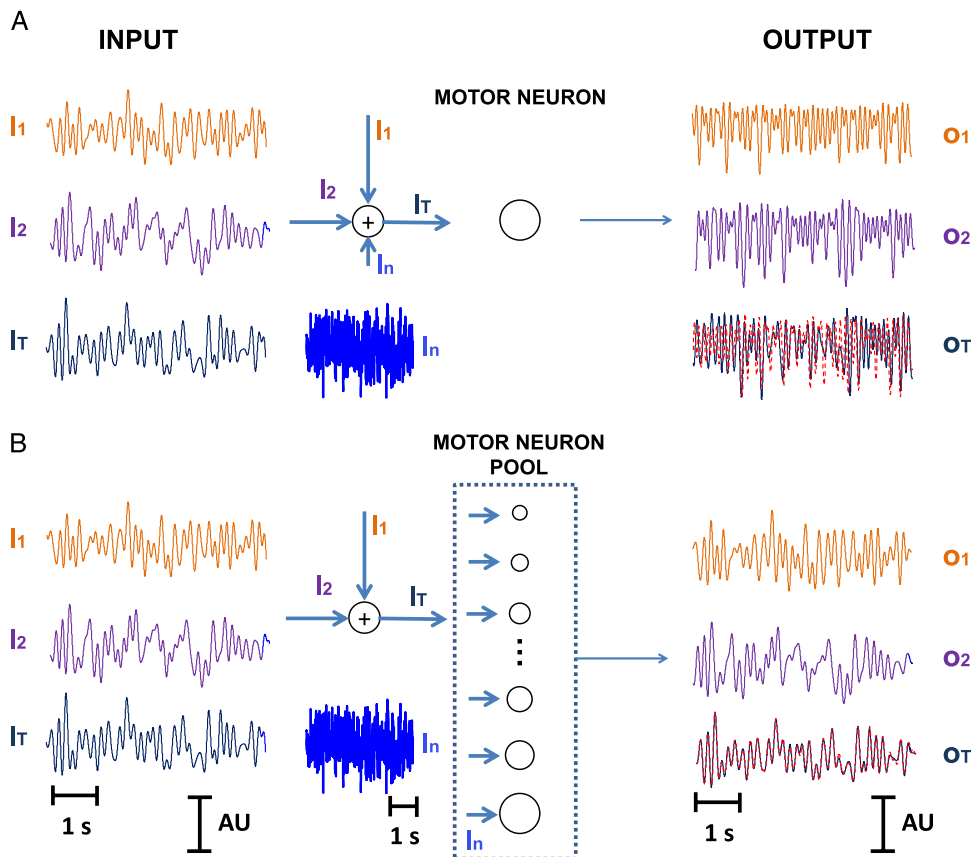 A
INPUT
OUTPUT
MOTOR NEURON
I1
I1
O1
I2
I2
IT
+
O2
In
IT
In
OT
B
MOTOR NEURON
POOL
I1
I1
O1
I2
I2
IT
+
O2
IT
In
OT
1 s
AU
1 s
In
1 s
AU